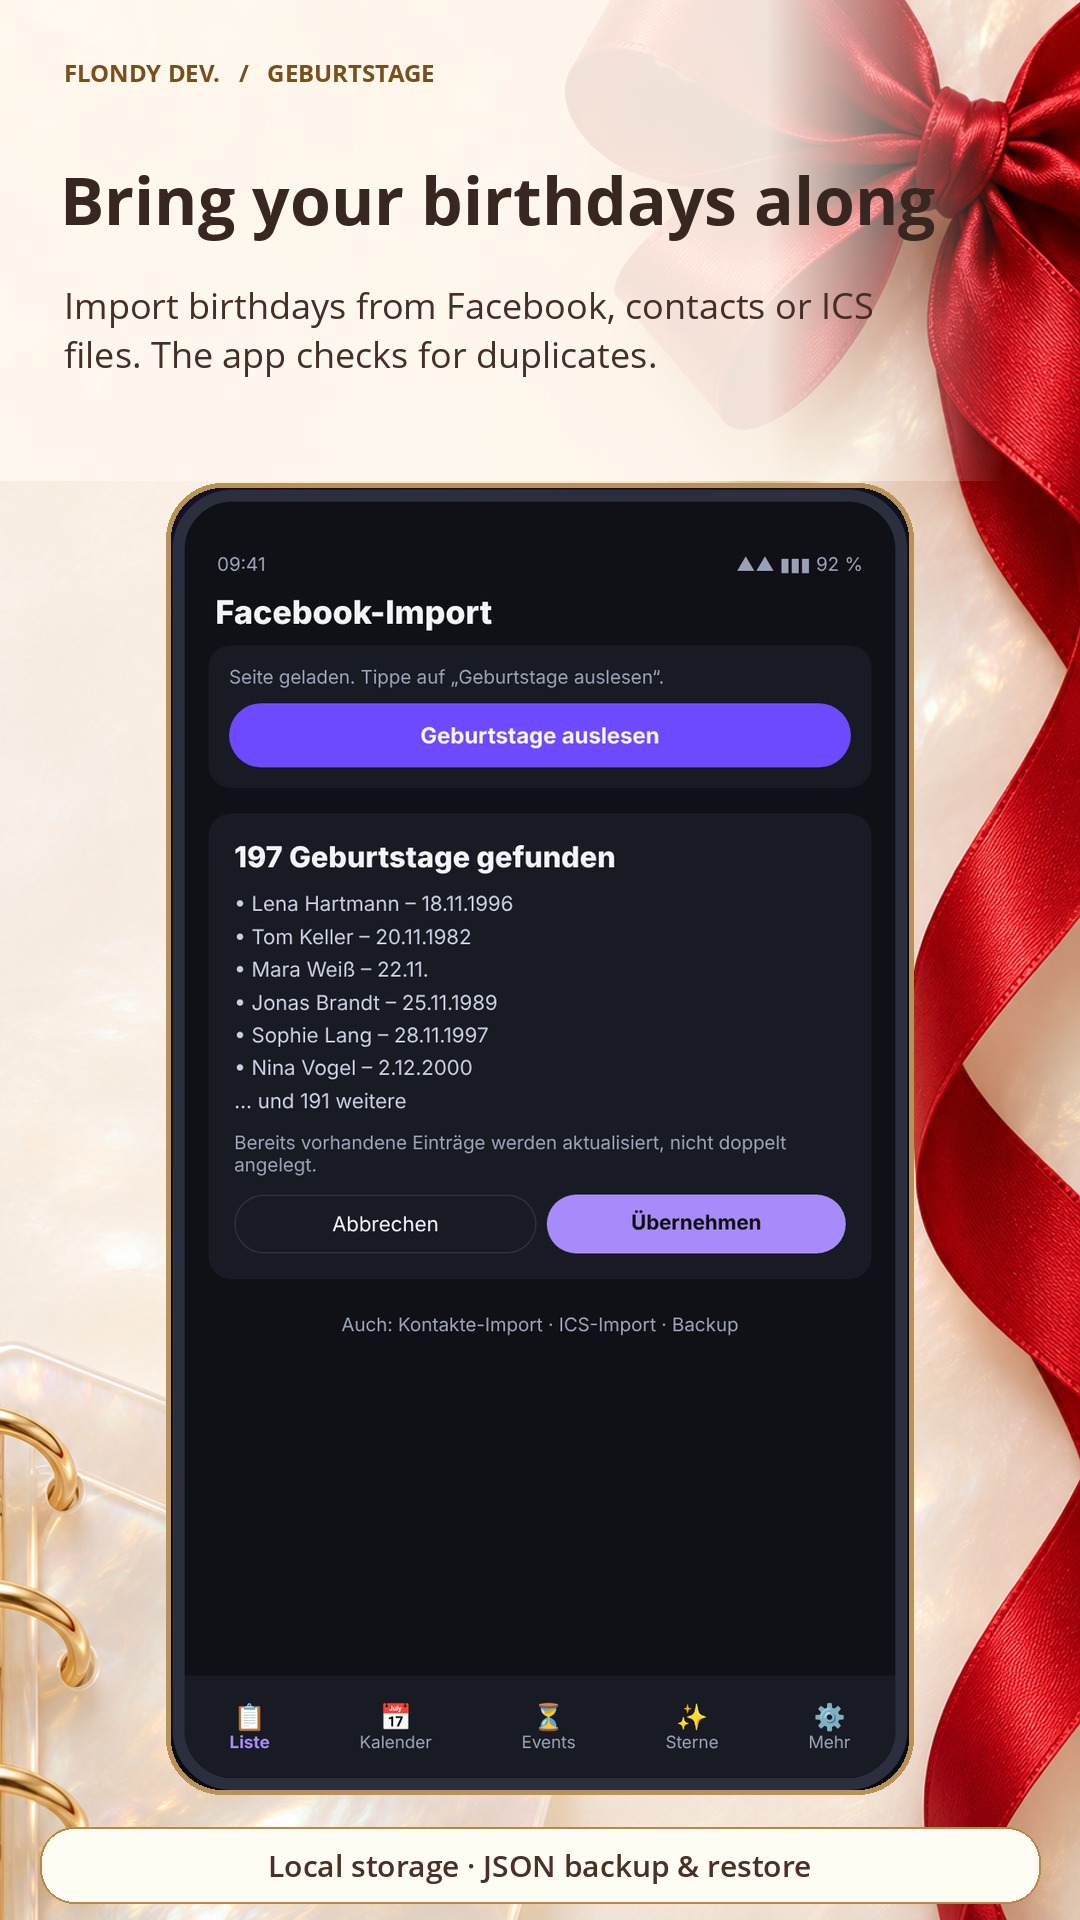 FLONDY DEV. / GEBURTSTAGE
Bring your birthdays along
Import birthdays from Facebook, contacts or ICS
files. The app checks for duplicates.
09:41
92 %
Facebook-Import
Seite geladen. Tippe auf „Geburtstage auslesen“.
Geburtstage auslesen
197 Geburtstage gefunden
• Lena Hartmann – 18.11.1996
• Tom Keller – 20.11.1982
• Mara Weiß – 22.11.
• Jonas Brandt – 25.11.1989
• Sophie Lang – 28.11.1997
• Nina Vogel – 2.12.2000
… und 191 weitere
Bereits vorhandene Einträge werden aktualisiert, nicht doppelt
angelegt.
Abbrechen Übernehmen
Auch: Kontakte-Import · ICS-Import · Backup
July
17
Liste Kalender Events Sterne Mehr
Local storage · JSON backup & restore